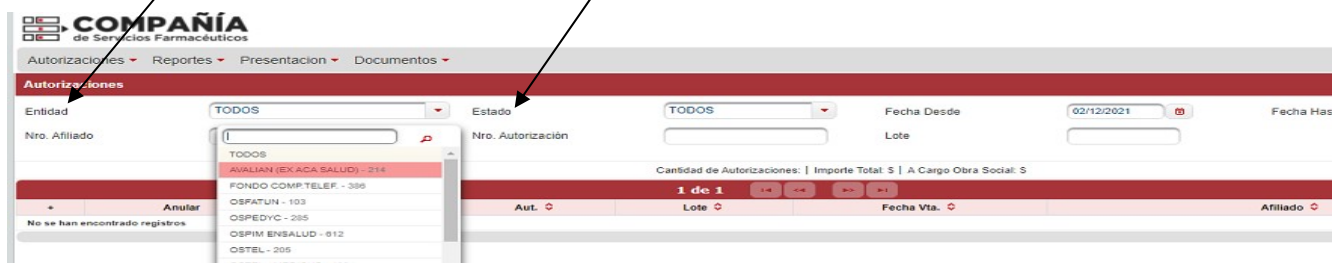 COMPAÑÍA
de Servicios Farmacéuticos
Autorizaciones Reportes Presentacion Documentos
Autorizaciones
Entidad TODOS Estado TODOS Fecha Desde 02/12/2021 Fecha Has
Nro. Afiliado Nro. Autorización Lote
TODOS
AVALIAN (EX ACA SALUD) - 214
Cantidad de Autorizaciones: | Importe Total: $ | A Cargo Obra Social: $
FONDO COMP.TELEF. - 386
1 de 1
OSFATUN - 103
+ Anular Aut. Lote Fecha Vta. Afiliado
OSPEDYC - 285
No se han encontrado registros
OSPIM ENSALUD - 612
OSTEL - 205